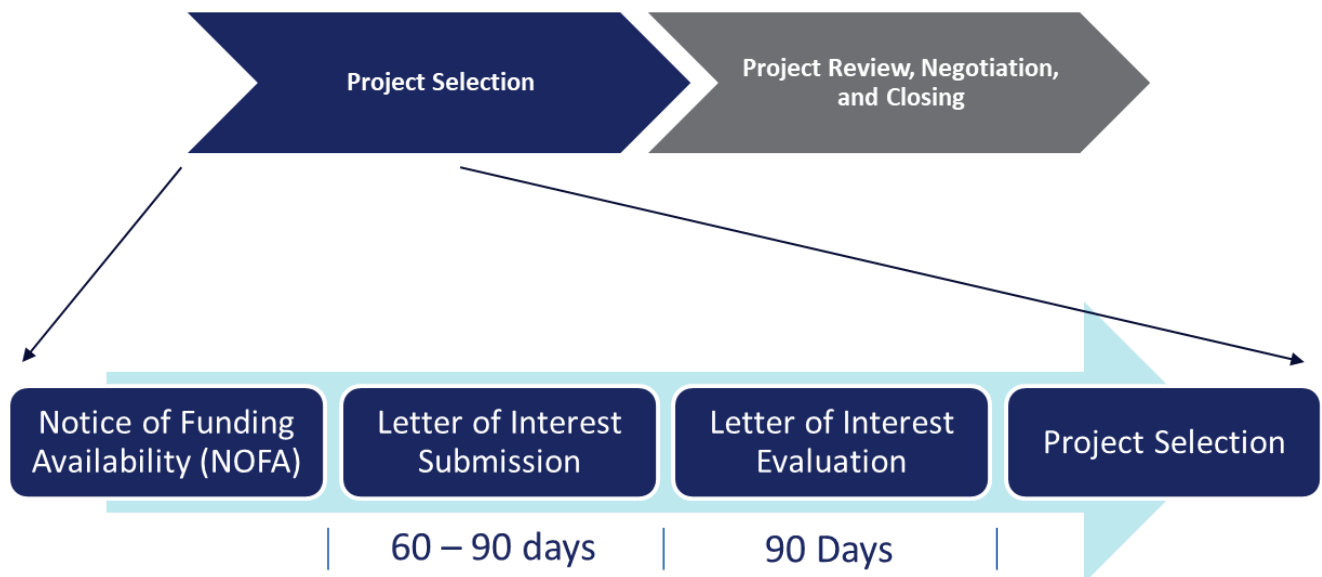 Project Selection
Project Review, Negotiation,
and Closing
Notice of Funding
Availability (NOFA)
Letter of Interest
Submission
Letter of Interest
Evaluation
Project Selection
60 – 90 days
90 Days